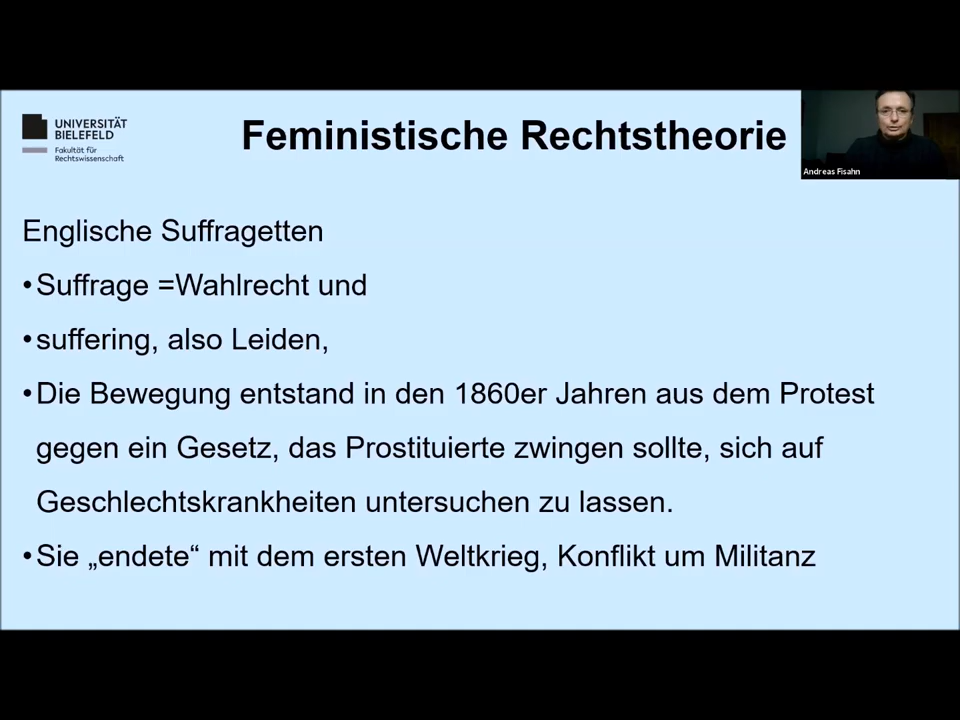 UNIVERSITÄT
BIELEFELD
Fakultät für
Rechtswissenschaft
Feministische Rechtstheorie
Andreas Fisahn
Englische Suffragetten
•Suffrage =Wahlrecht und
•suffering, also Leiden,
•Die Bewegung entstand in den 1860er Jahren aus dem Protest
gegen ein Gesetz, das Prostituierte zwingen sollte, sich auf
Geschlechtskrankheiten untersuchen zu lassen.
•Sie „endete“ mit dem ersten Weltkrieg, Konflikt um Militanz